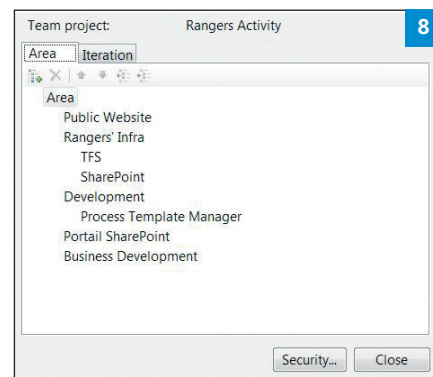 Team project: Rangers Activity
8
Area Iteration
Area
Public Website
Rangers' Infra
TFS
SharePoint
Development
Process Template Manager
Portail SharePoint
Business Development
Security... Close